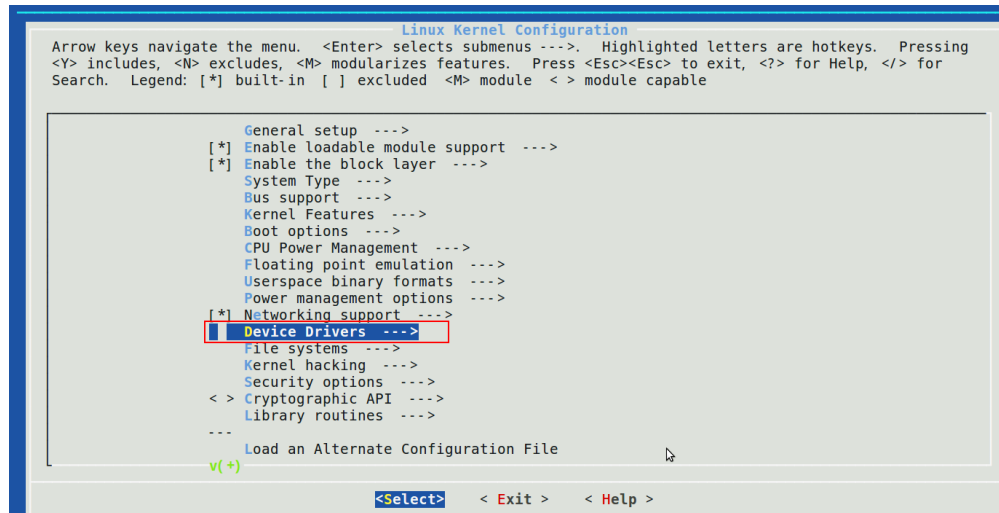 Linux Kernel Configuration
Arrow keys navigate the menu.  <Enter> selects submenus --->.  Highlighted letters are hotkeys.  Pressing
<Y> includes, <N> excludes, <M> modularizes features.  Press <Esc><Esc> to exit, <?> for Help, </> for
Search.  Legend: [*] built-in  [ ] excluded  <M> module  < > module capable
General setup  --->
[*] Enable loadable module support  --->
[*] Enable the block layer  --->
System Type  --->
Bus support  --->
Kernel Features  --->
Boot options  --->
CPU Power Management  --->
Floating point emulation  --->
Userspace binary formats  --->
Power management options  --->
[*] Networking support  --->
Device Drivers  --->
File systems  --->
Kernel hacking  --->
Security options  --->
< > Cryptographic API  --->
Library routines  --->
---
Load an Alternate Configuration File
v(+)
<Select>    < Exit >    < Help >